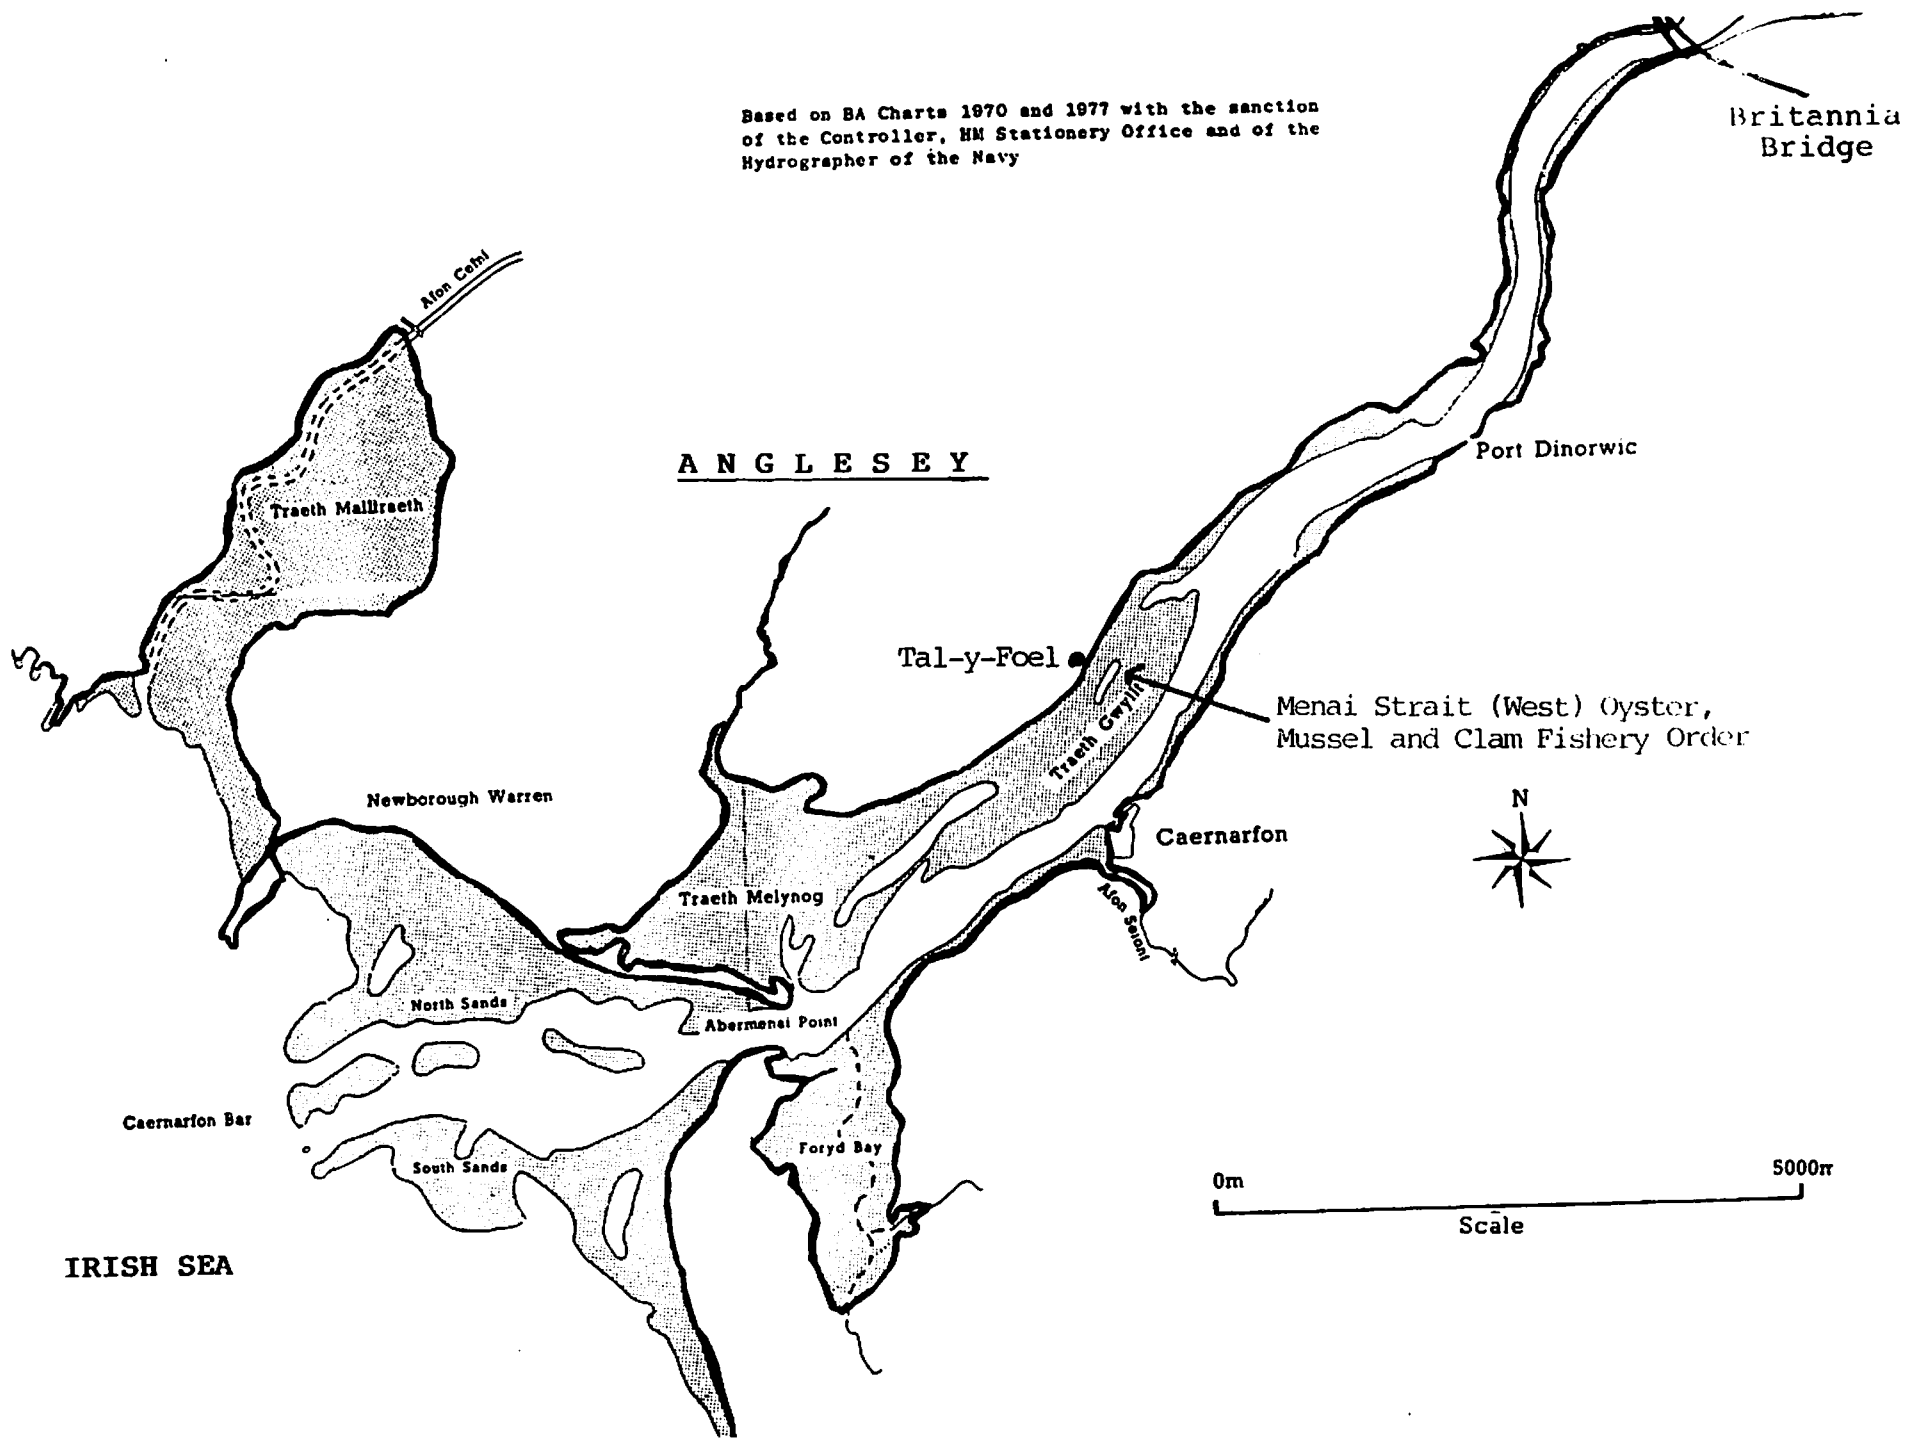 Based on BA Charts 1970 and 1977 with the sanction
of the Controller, HM Stationery Office and of the
Hydrographer of the Navy
Britannia
Bridge
Afon Cefni
ANGLESEY
Port Dinorwic
Traeth Malltraeth
Tal-y-Foel
Traeth Gwyllt
Menai Strait (West) Oyster,
Mussel and Clam Fishery Order
Newborough Warren
N
Caernarfon
Traeth Melynog
Afon Seiont
North Sands
Abermenai Point
Caernarfon Bar
Foryd Bay
South Sands
0m
5000m
Scale
IRISH SEA